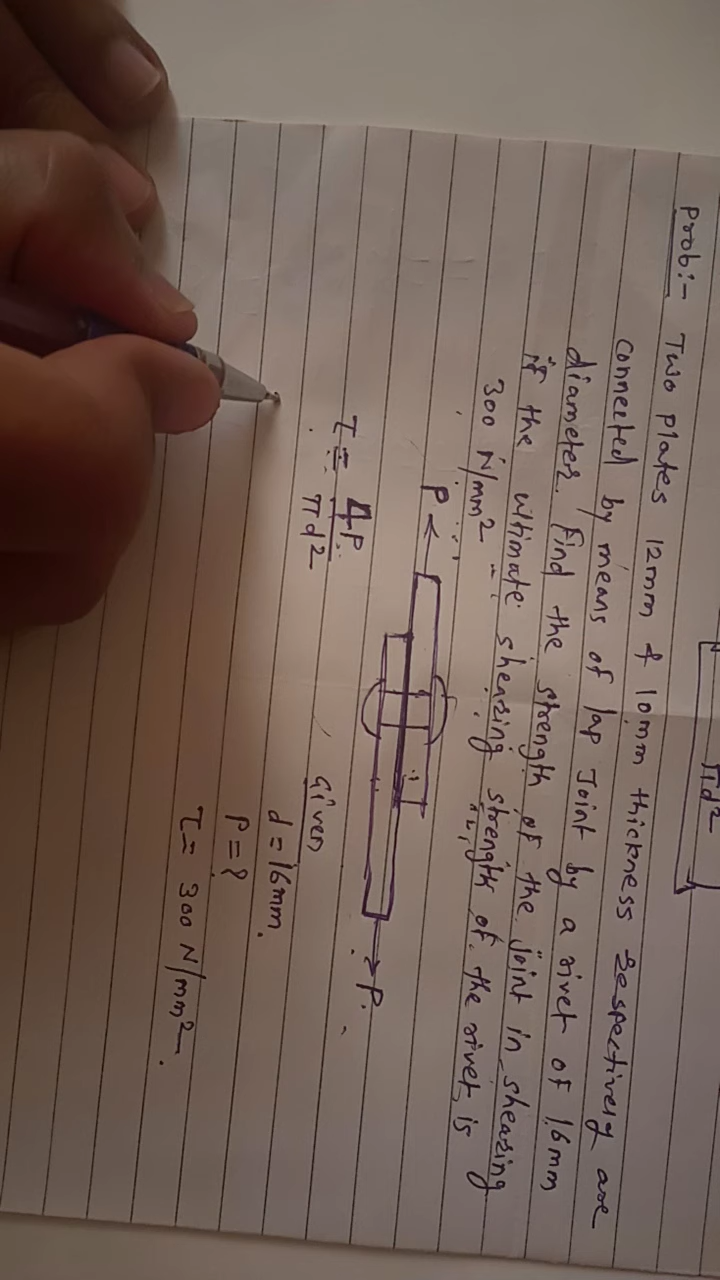 πd²
Prob:- Two plates 12mm & 10mm thickness respectively are
connected by means of lap Joint by a rivet of 16mm
diameter. Find the strength of the joint in shearing
if the ultimate shearing strength of the rivet is
300 N/mm²
P
P.
τ = 4P
πd²
Given
d = 16mm.
P = ?
τ = 300 N/mm².